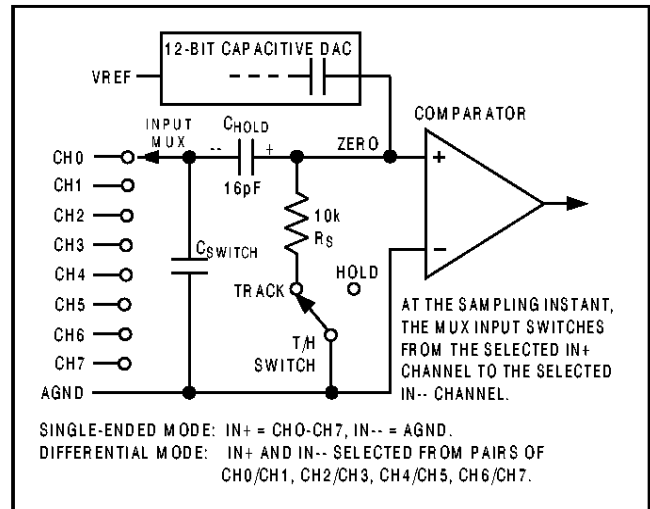 12-BIT CAPACITIVE DAC
VREF
COMPARATOR
INPUT
MUX
CHOLD
-- +
ZERO
16pF
CH0
CH1
CH2
CH3
CH4
CH5
CH6
CH7
AGND
CSWITCH
10k
RS
TRACK
HOLD
T/H
SWITCH
+
−
AT THE SAMPLING INSTANT,
THE MUX INPUT SWITCHES
FROM THE SELECTED IN+
CHANNEL TO THE SELECTED
IN-- CHANNEL.
SINGLE-ENDED MODE: IN+ = CHO-CH7, IN-- = AGND.
DIFFERENTIAL MODE: IN+ AND IN-- SELECTED FROM PAIRS OF
CH0/CH1, CH2/CH3, CH4/CH5, CH6/CH7.